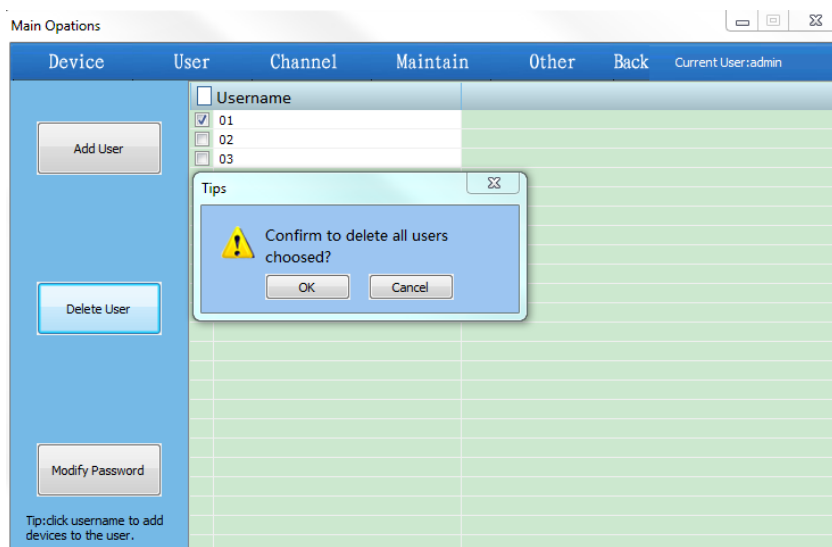 Main Opations
Device User Channel Maintain Other Back Current User:admin
Username
Add User
01
02
03
Tips
Confirm to delete all users
choosed?
OK Cancel
Delete User
Modify Password
Tip:click username to add
devices to the user.